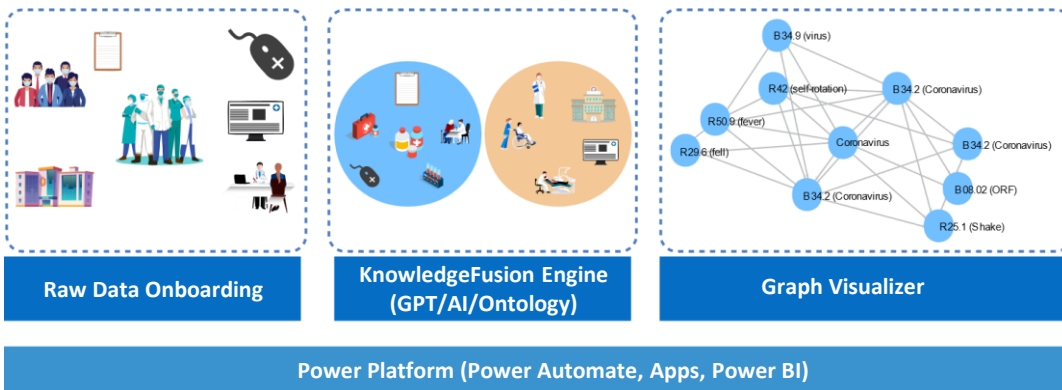 B34.9 (virus)
R42 (self-rotation)
B34.2 (Coronavirus)
R50.9 (fever)
Coronavirus
B34.2 (Coronavirus)
R29.6 (fell)
B08.02 (ORF)
B34.2 (Coronavirus)
R25.1 (Shake)
Raw Data Onboarding
KnowledgeFusion Engine
(GPT/AI/Ontology)
Graph Visualizer
Power Platform (Power Automate, Apps, Power BI)